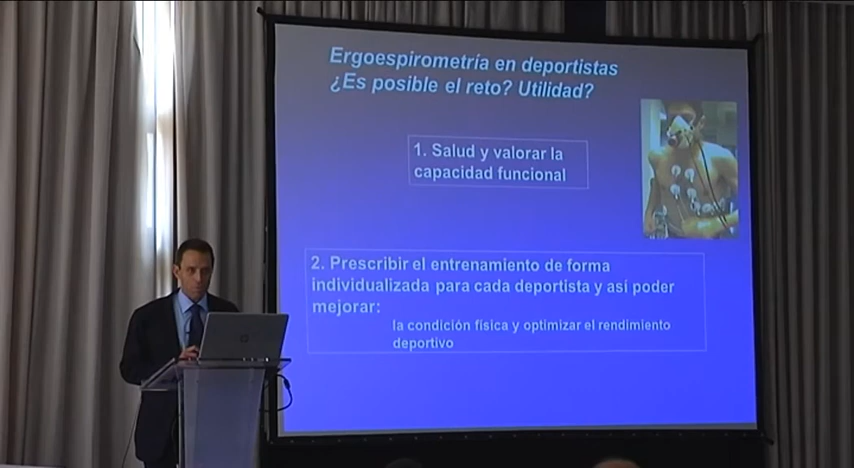 Ergoespirometría en deportistas
¿Es posible el reto? Utilidad?
1. Salud y valorar la
capacidad funcional
2. Prescribir el entrenamiento de forma
individualizada para cada deportista y así poder
mejorar:
la condición física y optimizar el rendimiento
deportivo